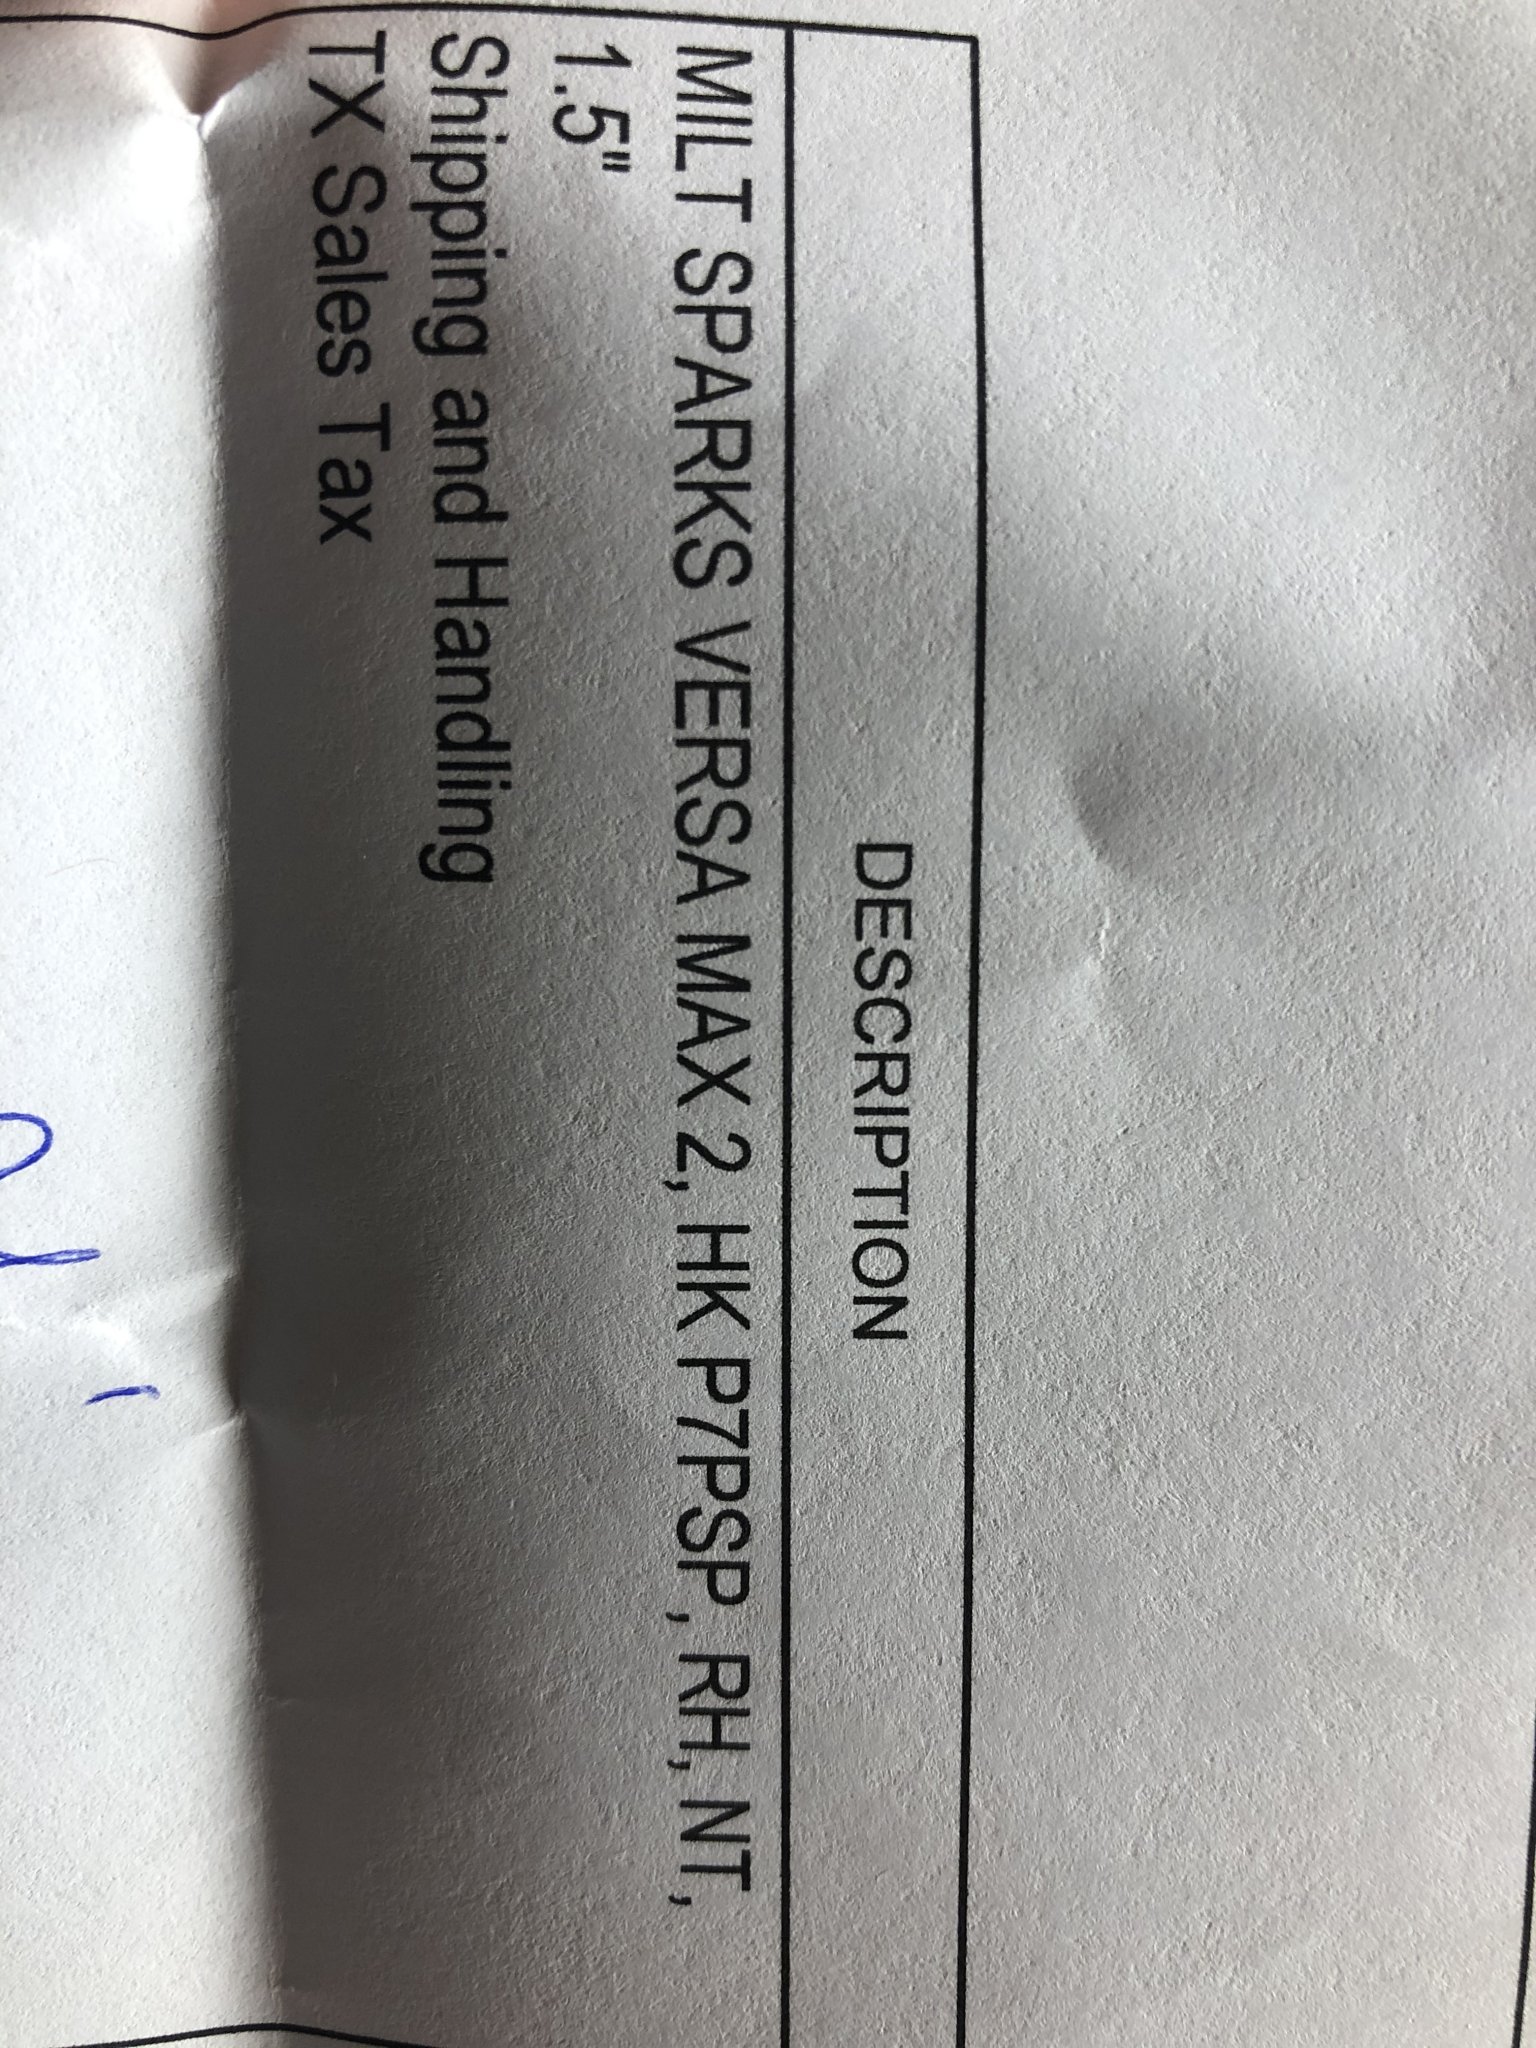 DESCRIPTION
MILT SPARKS VERSA MAX 2, HK P7PSP, RH, NT,
1.5"
Shipping and Handling
TX Sales Tax